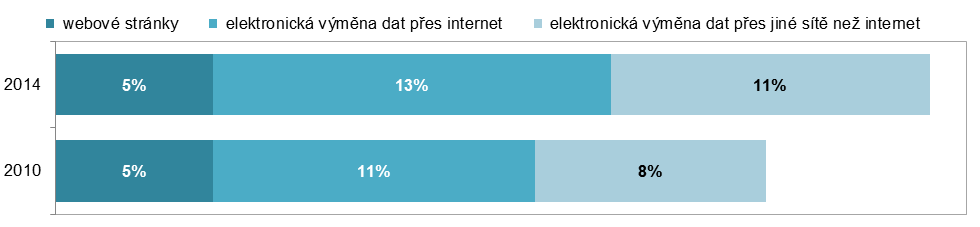 webové stránky elektronická výměna dat přes internet elektronická výměna dat přes jiné sítě než internet
2014 5% 13% 11%
2010 5% 11% 8%